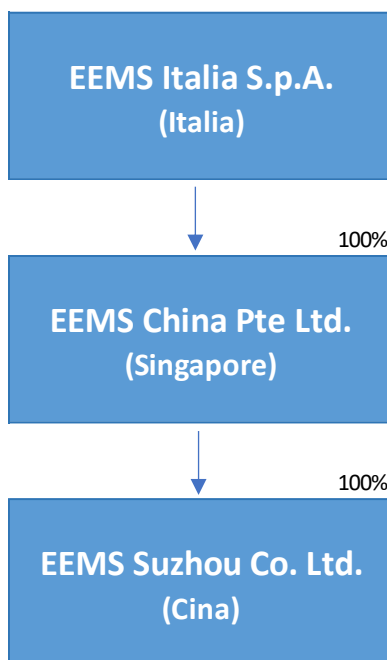 EEMS Italia S.p.A.
(Italia)
100%
EEMS China Pte Ltd.
(Singapore)
100%
EEMS Suzhou Co. Ltd.
(Cina)